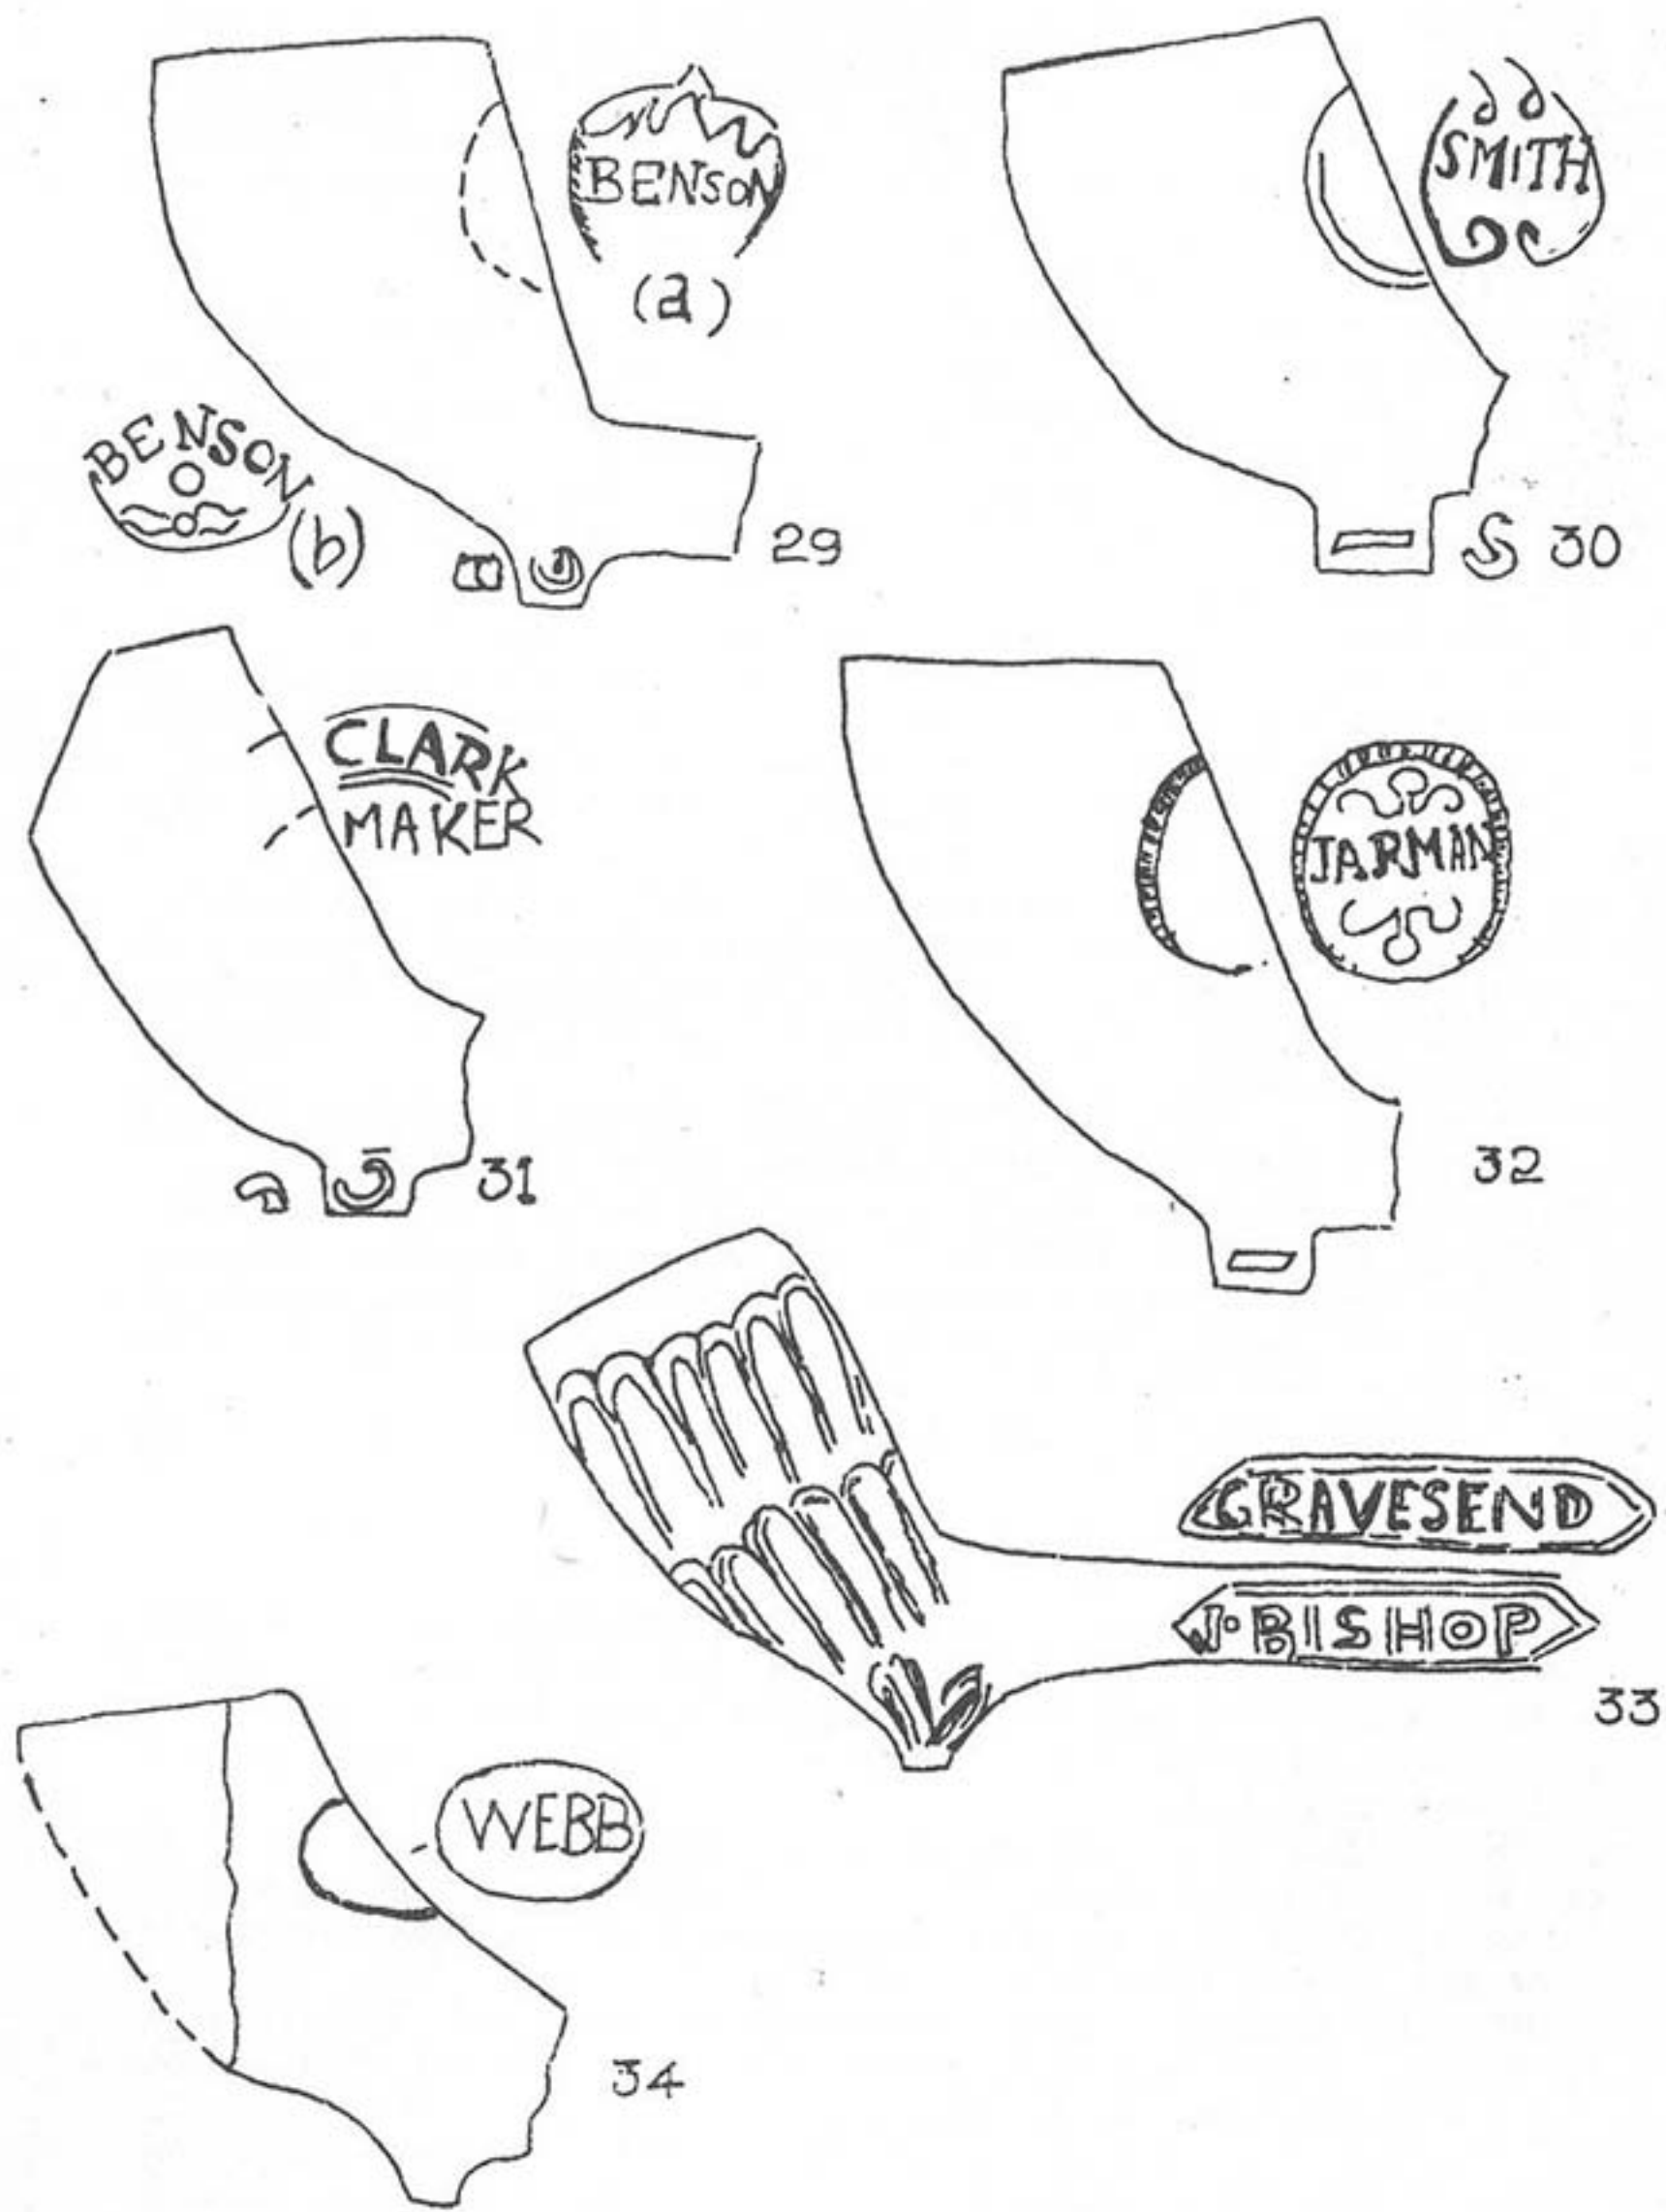 BENSON
(a)
BENSON
(b)
29
SMITH
S
30
CLARK
MAKER
31
JARMAN
32
GRAVESEND
J·BISHOP
33
WEBB
34